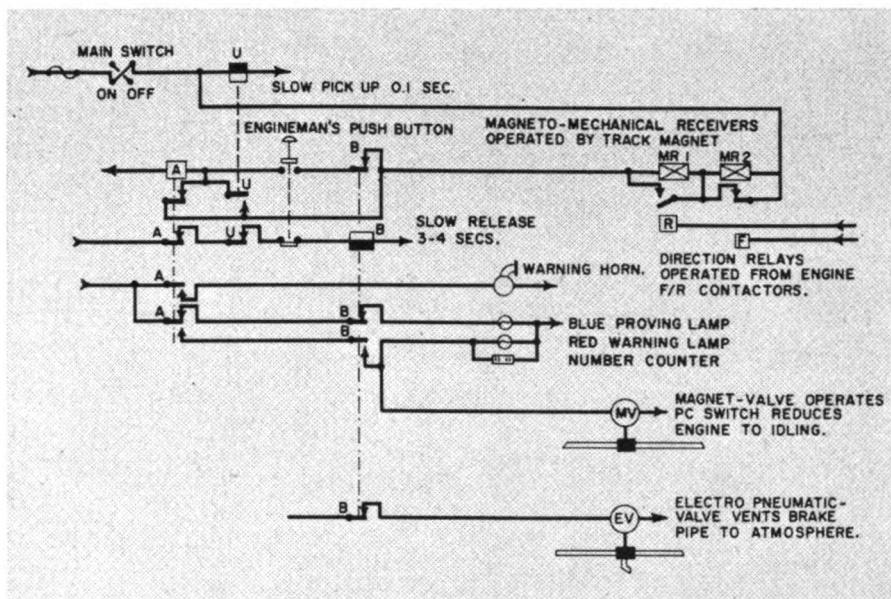 MAIN SWITCH
U
ON OFF
SLOW PICK UP 0.1 SEC.
ENGINEMAN'S PUSH BUTTON
MAGNETO-MECHANICAL RECEIVERS
OPERATED BY TRACK MAGNET
B
MR 1
MR 2
A
U
R
F
A
U
B
SLOW RELEASE
3-4 SECS.
DIRECTION RELAYS
OPERATED FROM ENGINE
F/R CONTACTORS.
A
WARNING HORN.
A
B
BLUE PROVING LAMP
B
RED WARNING LAMP
NUMBER COUNTER
MV
MAGNET-VALVE OPERATES
PC SWITCH REDUCES
ENGINE TO IDLING.
B
EV
ELECTRO PNEUMATIC-
VALVE VENTS BRAKE
PIPE TO ATMOSPHERE.